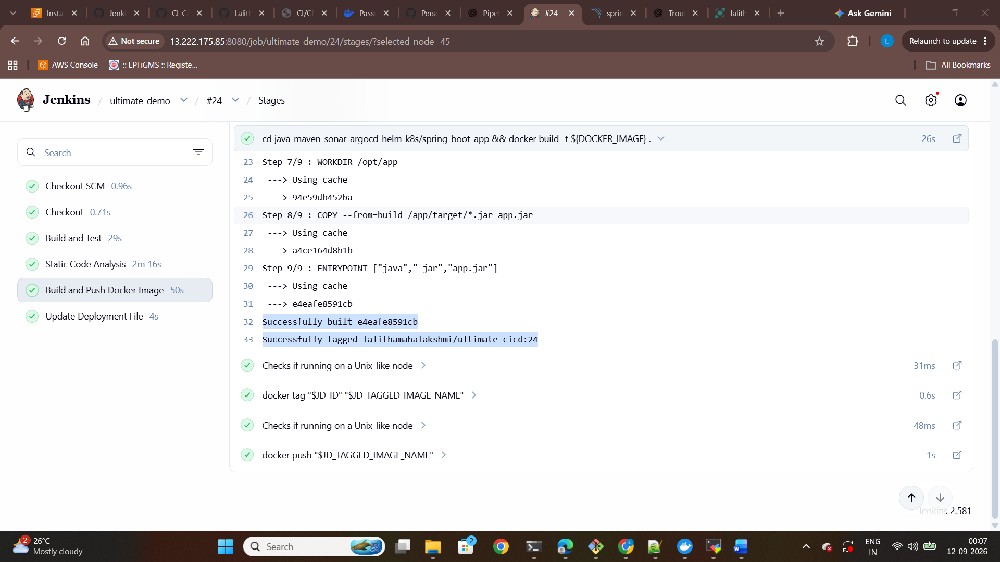 Insta
Jenki
CI_CI
Lalith
CI/CI
Passv
Perso
Pipel
#24
sprin
Trou
lalith
Ask Gemini
Not secure
13.222.175.85:8080/job/ultimate-demo/24/stages/?selected-node=45
L
Relaunch to update
AWS Console
:: EPFiGMS :: Registe...
All Bookmarks
Jenkins / ultimate-demo / #24 / Stages
Search
Checkout SCM 0.96s
Checkout 0.71s
Build and Test 29s
Static Code Analysis 2m 16s
Build and Push Docker Image 50s
Update Deployment File 4s
cd java-maven-sonar-argocd-helm-k8s/spring-boot-app && docker build -t ${DOCKER_IMAGE} . 26s
23 Step 7/9 : WORKDIR /opt/app
24 ---> Using cache
25 ---> 94e59db452ba
26 Step 8/9 : COPY --from=build /app/target/*.jar app.jar
27 ---> Using cache
28 ---> a4ce164d8b1b
29 Step 9/9 : ENTRYPOINT ["java","-jar","app.jar"]
30 ---> Using cache
31 ---> e4eafe8591cb
32 Successfully built e4eafe8591cb
33 Successfully tagged lalithamahalakshmi/ultimate-cicd:24
Checks if running on a Unix-like node 31ms
docker tag "$JD_ID" "$JD_TAGGED_IMAGE_NAME" 0.6s
Checks if running on a Unix-like node 48ms
docker push "$JD_TAGGED_IMAGE_NAME" 1s
Jenkins 2.581
2
26°C
Mostly cloudy
Search
2
L
ENG
IN
00:07
12-09-2026